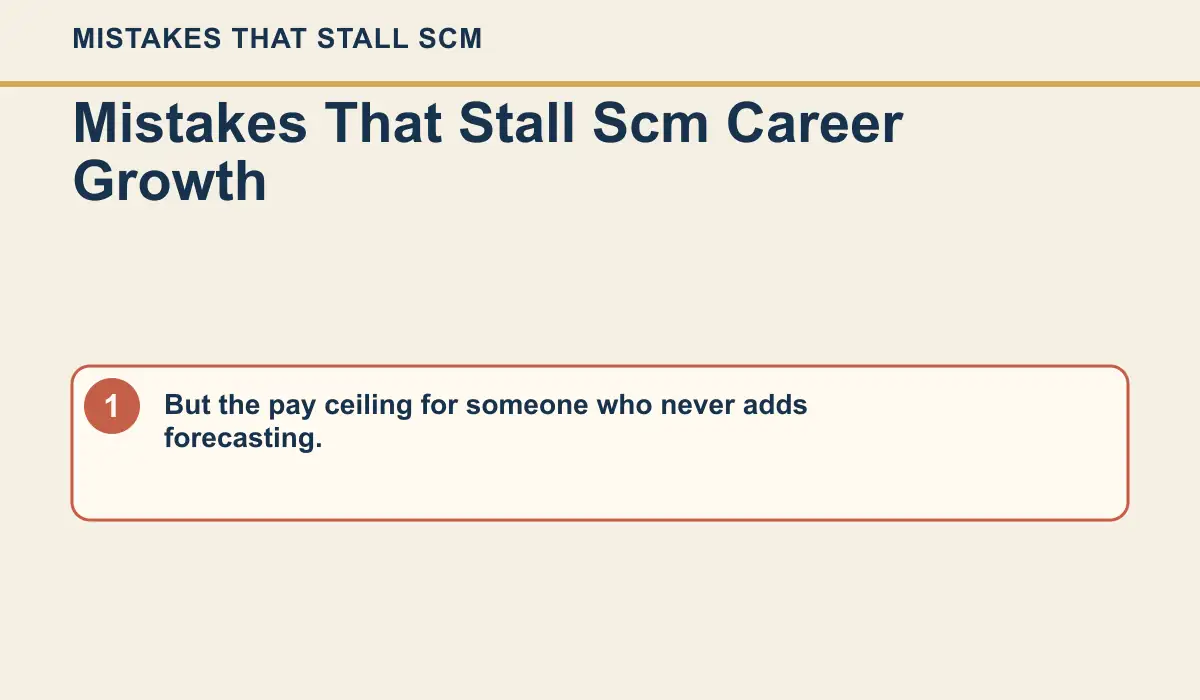 MISTAKES THAT STALL SCM
Mistakes That Stall Scm Career
Growth
1
But the pay ceiling for someone who never adds
forecasting.